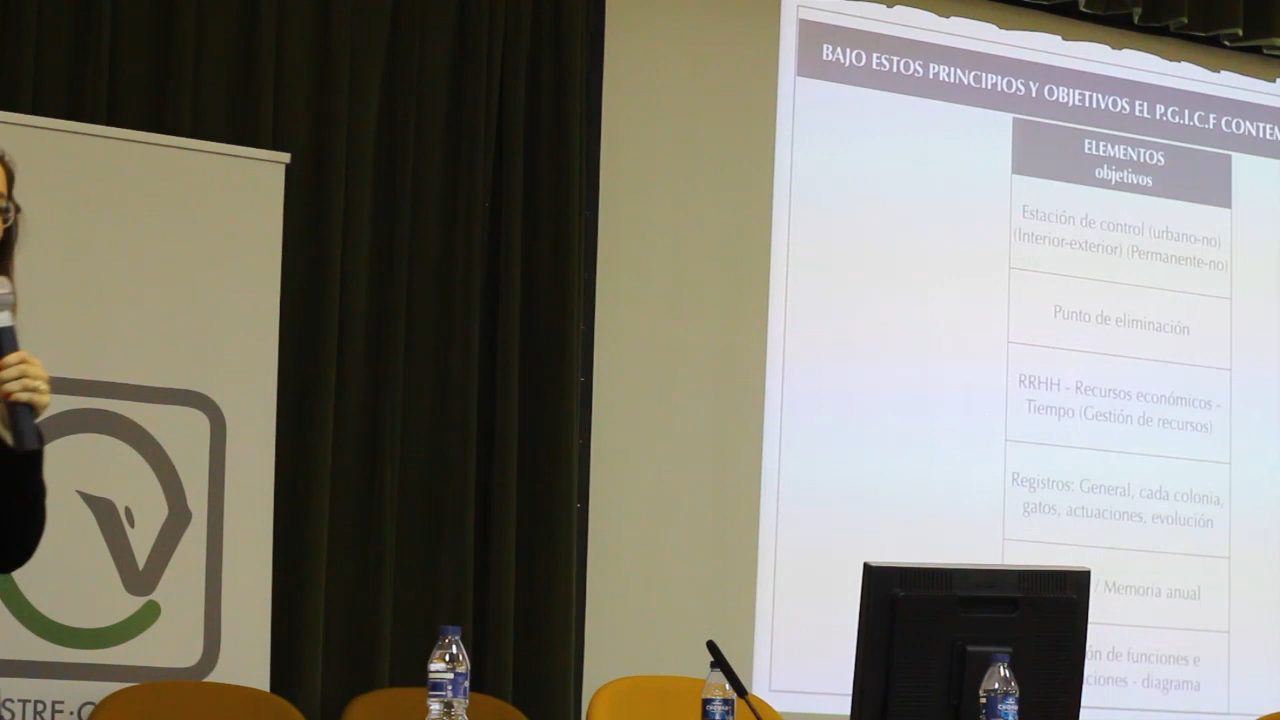 BAJO ESTOS PRINCIPIOS Y OBJETIVOS EL P.G.I.C.F CONTEM
ELEMENTOS
objetivos
Estación de control (urbano-no)
(Interior-exterior) (Permanente-no)
Punto de eliminación
RRHH - Recursos económicos -
Tiempo (Gestión de recursos)
Registros: General, cada colonia,
gatos, actuaciones, evolución
/ Memoria anual
ón de funciones e
ciones - diagrama
STRE·C